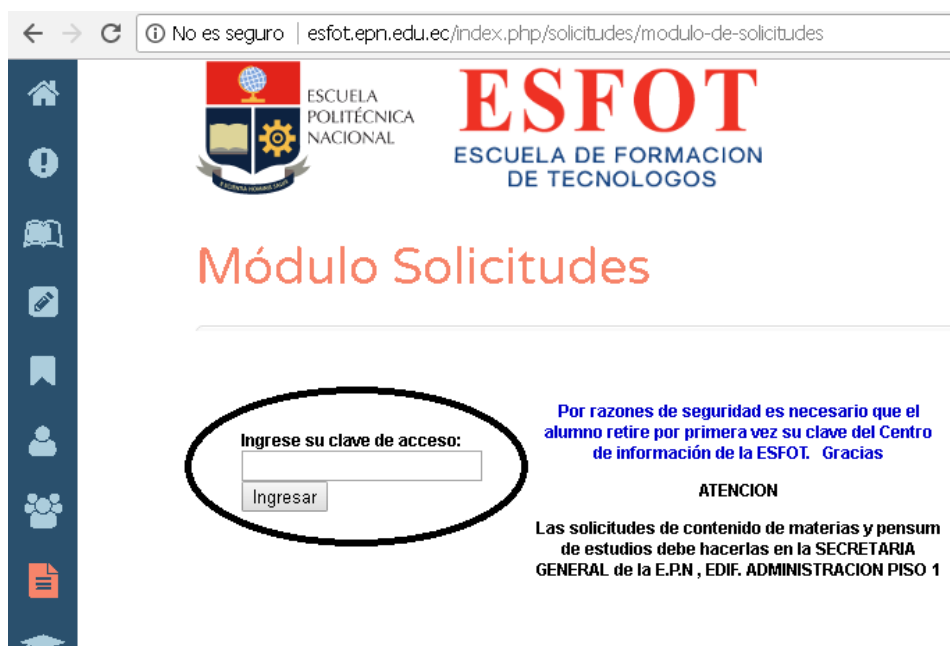 No es seguro | esfot.epn.edu.ec/index.php/solicitudes/modulo-de-solicitudes
ESCUELA
POLITÉCNICA
NACIONAL
E SCIENTIA HOMINIS SALUS
ESFOT
ESCUELA DE FORMACION
DE TECNOLOGOS
Módulo Solicitudes
Ingrese su clave de acceso:
Ingresar
Por razones de seguridad es necesario que el
alumno retire por primera vez su clave del Centro
de información de la ESFOT. Gracias
ATENCION
Las solicitudes de contenido de materias y pensum
de estudios debe hacerlas en la SECRETARIA
GENERAL de la E.P.N , EDIF. ADMINISTRACION PISO 1